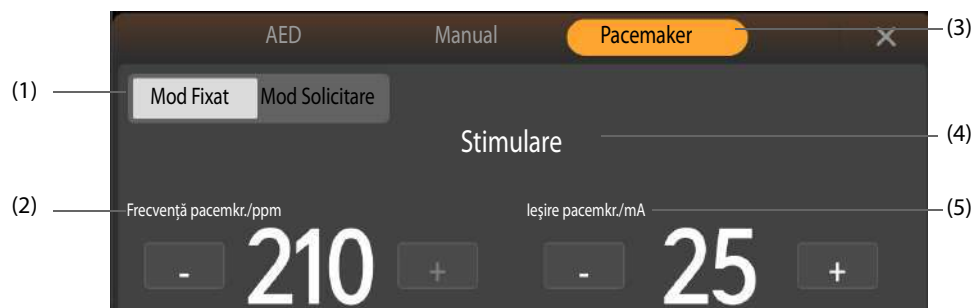 AED Manual Pacemaker × (3)
(1) Mod Fixat Mod Solicitare
Stimulare (4)
(2) Frecvență pacemkr./ppm Ieșire pacemkr./mA (5)
- 210 + - 25 +